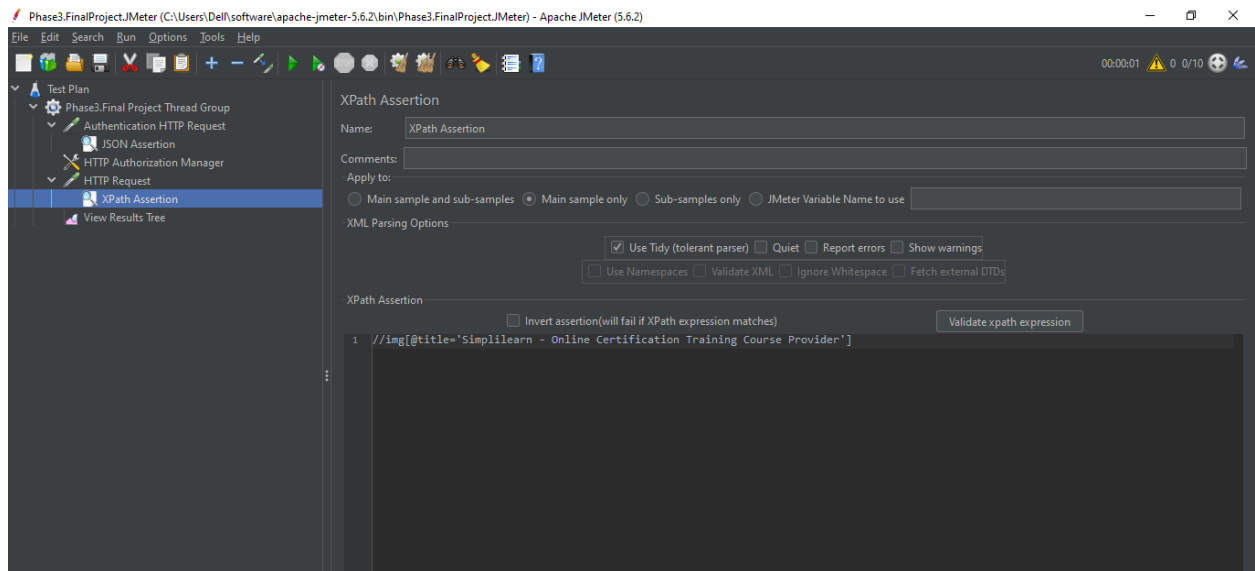 Phase3.FinalProject.JMeter (C:\Users\Dell\software\apache-jmeter-5.6.2\bin\Phase3.FinalProject.JMeter) - Apache JMeter (5.6.2)
File Edit Search Run Options Tools Help
00:00:01 0 0/10
Test Plan
Phase3.Final Project Thread Group
Authentication HTTP Request
JSON Assertion
HTTP Authorization Manager
HTTP Request
XPath Assertion
View Results Tree
XPath Assertion
Name: XPath Assertion
Comments:
Apply to:
Main sample and sub-samples Main sample only Sub-samples only JMeter Variable Name to use
XML Parsing Options
Use Tidy (tolerant parser) Quiet Report errors Show warnings
Use Namespaces Validate XML Ignore Whitespace Fetch external DTDs
XPath Assertion
Invert assertion(will fail if XPath expression matches) Validate xpath expression
1 //img[@title='Simplilearn - Online Certification Training Course Provider']